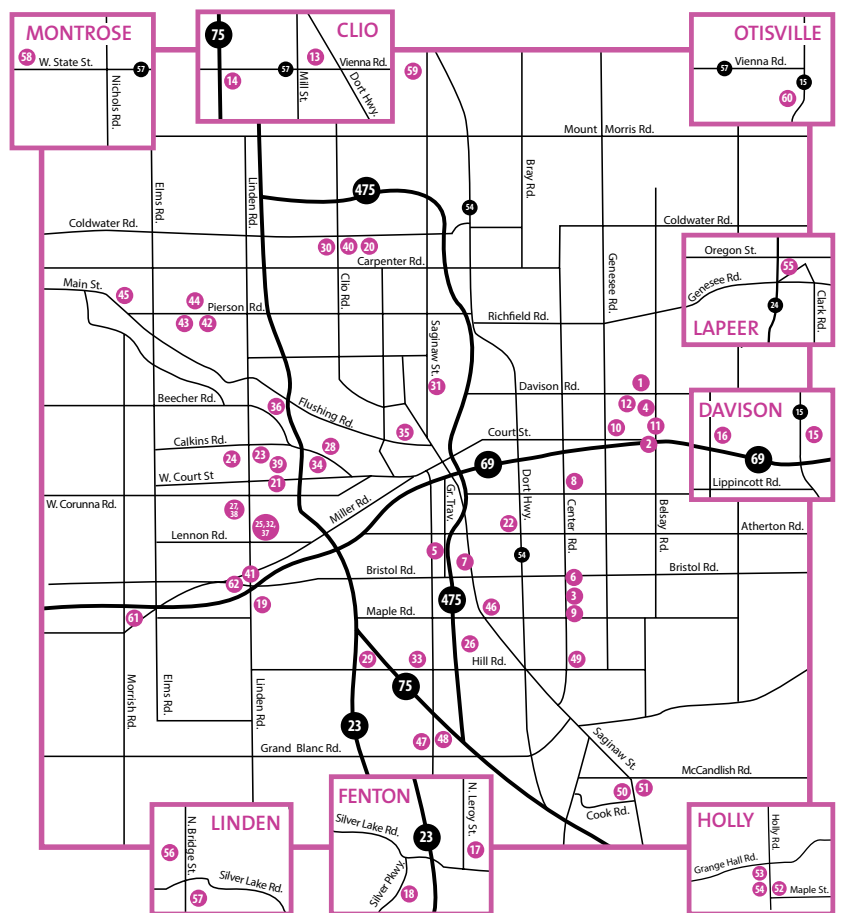 MONTROSE
58
W. State St.
57
Nichols Rd.
75
CLIO
57
13
Vienna Rd.
14
Mill St.
Dort Hwy.
59
OTISVILLE
57
Vienna Rd.
15
60
Mount Morris Rd.
Elms Rd.
Linden Rd.
475
Bray Rd.
54
Coldwater Rd.
Coldwater Rd.
30
40
20
Carpenter Rd.
Clio Rd.
Genesee Rd.
Oregon St.
55
Genesee Rd.
24
Clark Rd.
LAPEER
Main St.
45
44
Pierson Rd.
43
42
Richfield Rd.
Saginaw St.
31
Davison Rd.
1
12
4
10
11
2
Beecher Rd.
36
Flushing Rd.
35
Court St.
DAVISON
15
16
15
69
Lippincott Rd.
Calkins Rd.
24
23
39
28
34
W. Court St
21
69
8
W. Corunna Rd.
27,
38
25, 32,
37
Miller Rd.
Gr. Trav.
Dort Hwy.
Center Rd.
Belsay Rd.
22
Lennon Rd.
Atherton Rd.
5
7
54
41
62
Bristol Rd.
Bristol Rd.
6
3
9
19
475
46
61
Maple Rd.
26
29
33
Hill Rd.
49
Morrish Rd.
Elms Rd.
Linden Rd.
75
23
47
48
Grand Blanc Rd.
Saginaw St.
McCandlish Rd.
50
51
Cook Rd.
LINDEN
N. Bridge St.
56
Silver Lake Rd.
57
FENTON
N. Leroy St.
Silver Lake Rd.
23
17
Silver Pkwy.
18
HOLLY
Holly Rd.
Grange Hall Rd.
53
54
52
Maple St.